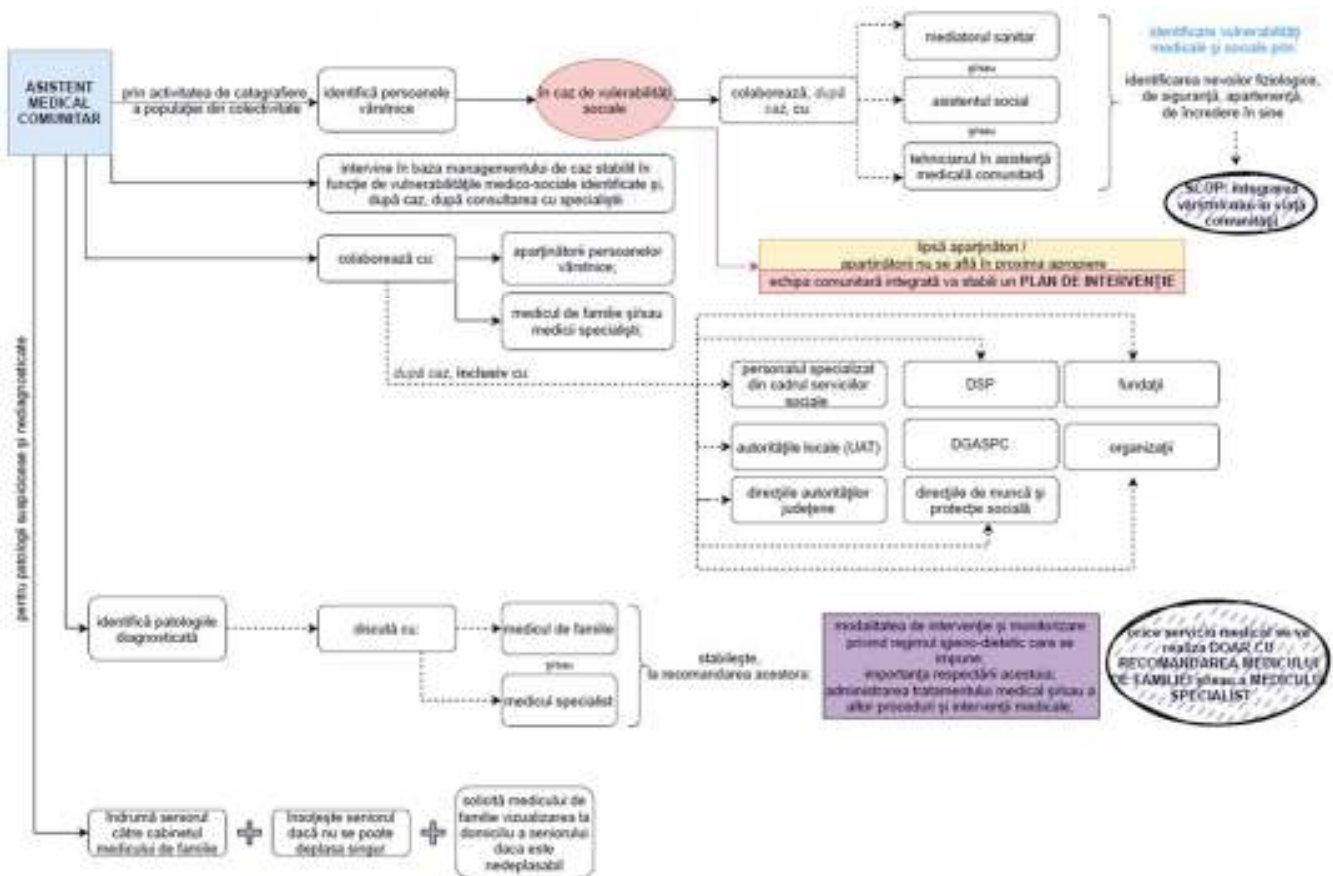 ASISTENT
MEDICAL
COMUNITAR
prin activitatea de catagrafiere
a populației din colectivitate
identifică persoanele
vârstnice
în caz de vulnerabilități
sociale
colaborează, după
caz, cu:
mediatorul sanitar
și/sau
asistentul social
și/sau
tehnicianul în asistență
medicală comunitară
identificare vulnerabilități
medicale și sociale prin
identificarea nevoilor fiziologice,
de siguranță, apartenență,
de încredere în sine
SCOP: integrarea
vârstnicului în viața
comunității
intervine în baza managementului de caz stabilit în
funcție de vulnerabilitățile medico-sociale identificate și,
după caz, după consultarea cu specialiștii
colaborează cu:
aparținătorii persoanelor
vârstnice;
medicul de familie și/sau
medicii specialiști;
lipsă aparținători /
aparținătorii nu se află în proxima apropiere
echipa comunitară integrată va stabili un PLAN DE INTERVENȚIE
după caz, inclusiv cu:
personalul specializat
din cadrul serviciilor
sociale
DSP
fundații
autoritățile locale (UAT)
DGASPC
organizații
direcțiile autorităților
județene
direcțiile de muncă și
protecție socială
pentru patologii suspicioase și nediagnosticate
identifică patologiile
diagnosticată
discută cu:
medicul de familie
și/sau
medicul specialist
stabilește,
la recomandarea acestora:
modalitatea de intervenție și monitorizare
privind regimul igieno-dietetic care se
impune;
importanța respectării acestuia;
administrarea tratamentului medical și/sau a
altor proceduri și intervenții medicale;
orice serviciu medical se va
realiza DOAR CU
RECOMANDAREA MEDICULUI
DE FAMILIE și/sau a MEDICULUI
SPECIALIST
îndrumă seniorul
către cabinetul
medicului de familie
însoțește seniorul
dacă nu se poate
deplasa singur
solicită medicului de
familie vizualizarea la
domiciliu a seniorului
daca este
nedeplasabil